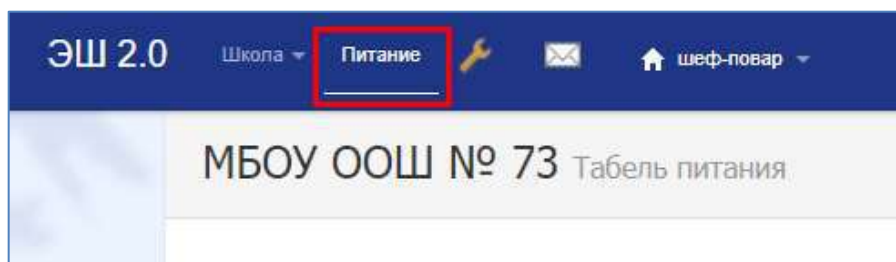 ЭШ 2.0 Школа Питание шеф-повар
МБОУ ООШ № 73 Табель питания